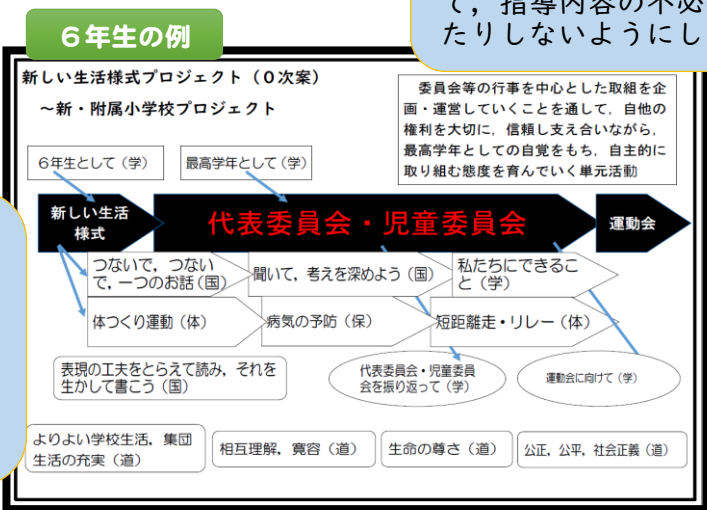 て，指導内容の不必
たりしないようにし
６年生の例
新しい生活様式プロジェクト（０次案）
～新・附属小学校プロジェクト
委員会等の行事を中心とした取組を企
画・運営していくことを通して，自他の
権利を大切に，信頼し支え合いながら，
最高学年としての自覚をもち，自主的に
取り組む態度を育んでいく単元活動
６年生として（学）
最高学年として（学）
新しい生活
様式
代表委員会・児童委員会
運動会
つないで，つない
で，一つのお話（国）
聞いて，考えを深めよう（国）
私たちにできるこ
と（学）
体つくり運動（体）
病気の予防（保）
短距離走・リレー（体）
表現の工夫をとらえて読み，それを
生かして書こう（国）
代表委員会・児童委員
会を振り返って（学）
運動会に向けて（学）
よりよい学校生活，集団
生活の充実（道）
相互理解，寛容（道）
生命の尊さ（道）
公正，公平，社会正義（道）